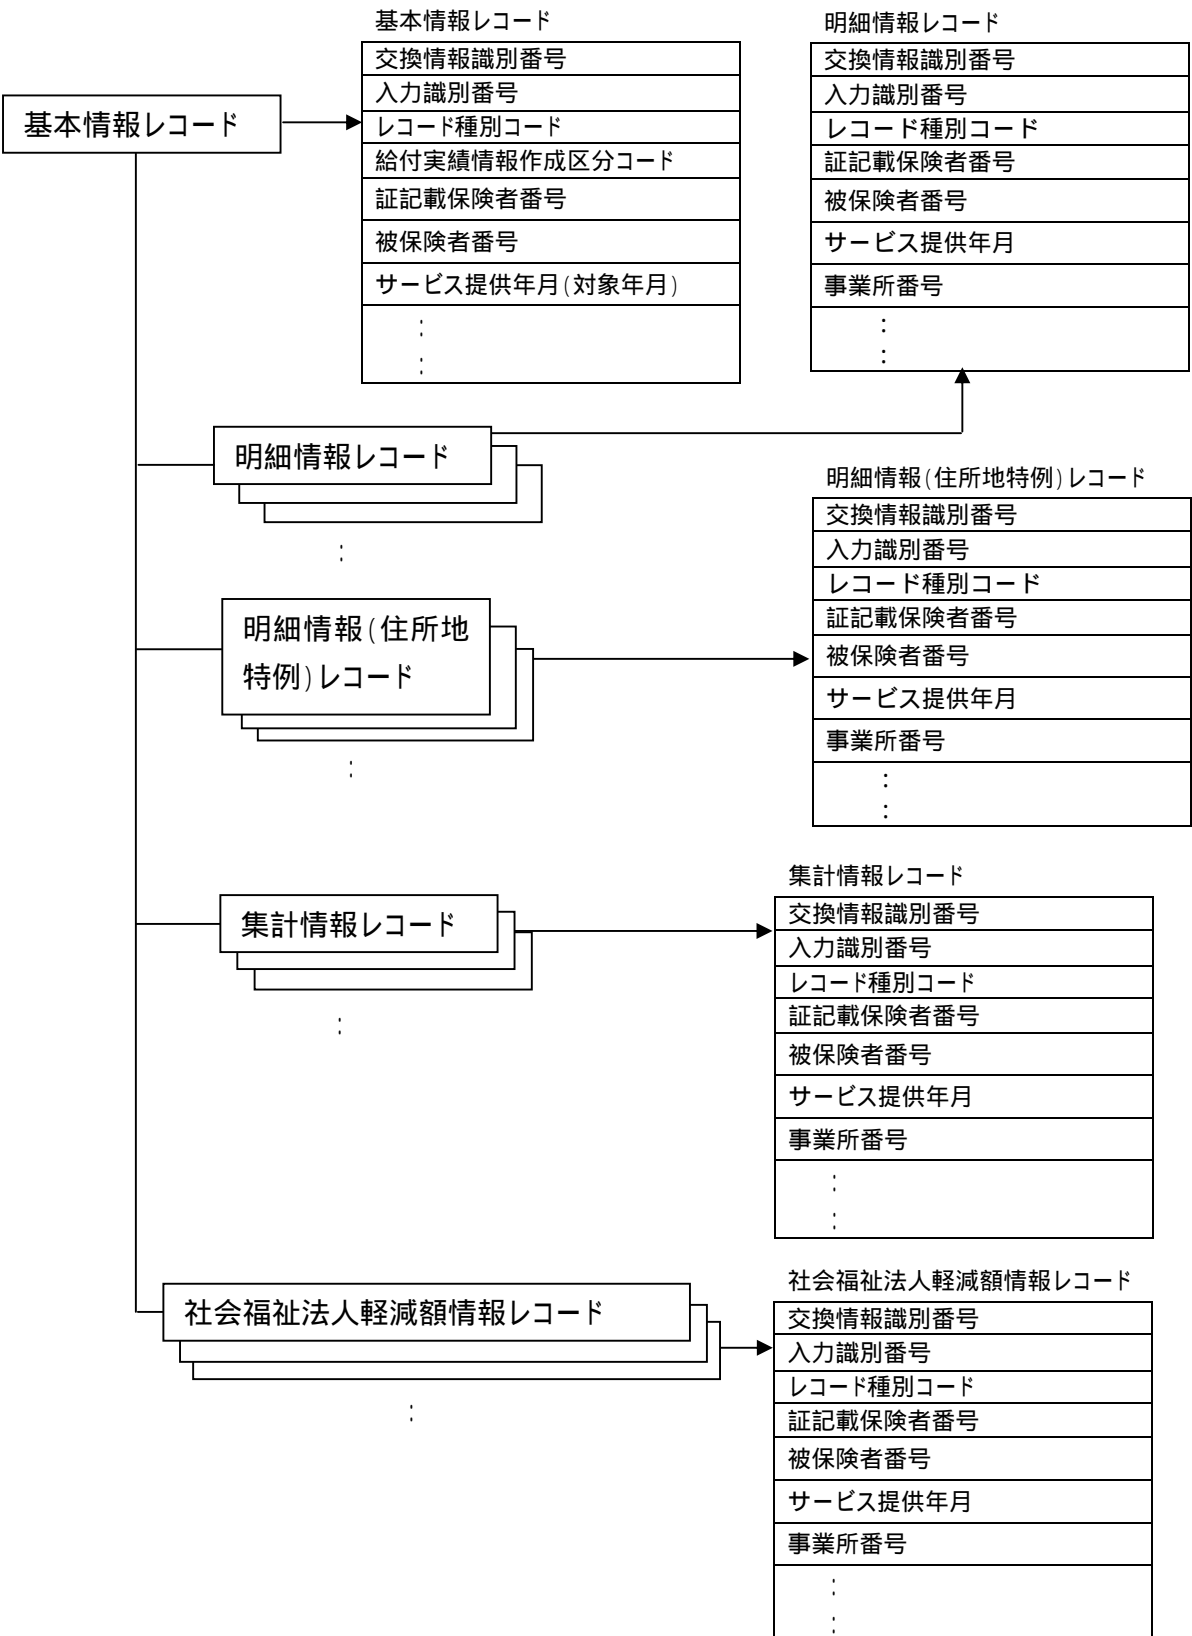 基本情報レコード
基本情報レコード
交換情報識別番号
入力識別番号
レコード種別コード
給付実績情報作成区分コード
証記載保険者番号
被保険者番号
サービス提供年月(対象年月)
:
:
明細情報レコード
交換情報識別番号
入力識別番号
レコード種別コード
証記載保険者番号
被保険者番号
サービス提供年月
事業所番号
:
:
明細情報レコード
:
明細情報(住所地
特例)レコード
:
明細情報(住所地特例)レコード
交換情報識別番号
入力識別番号
レコード種別コード
証記載保険者番号
被保険者番号
サービス提供年月
事業所番号
:
:
集計情報レコード
:
集計情報レコード
交換情報識別番号
入力識別番号
レコード種別コード
証記載保険者番号
被保険者番号
サービス提供年月
事業所番号
:
:
社会福祉法人軽減額情報レコード
:
社会福祉法人軽減額情報レコード
交換情報識別番号
入力識別番号
レコード種別コード
証記載保険者番号
被保険者番号
サービス提供年月
事業所番号
:
: